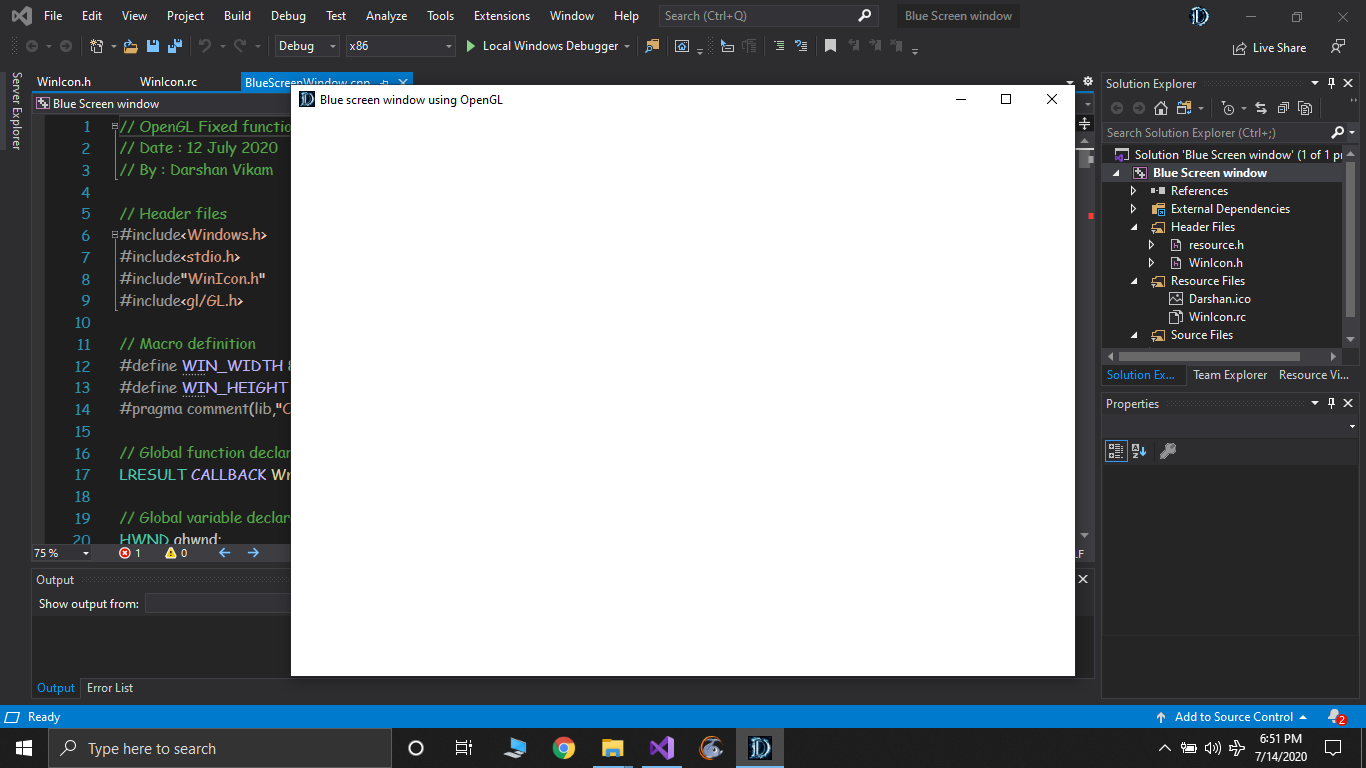 File Edit View Project Build Debug Test Analyze Tools Extensions Window Help Search (Ctrl+Q) Blue Screen window
Debug x86 Local Windows Debugger Live Share
Server Explorer
WinIcon.h WinIcon.rc BlueScreenWindow.cpp
Blue Screen window
Blue screen window using OpenGL
1 // OpenGL Fixed functio
2 // Date : 12 July 2020
3 // By : Darshan Vikam
4
5 // Header files
6 #include<Windows.h>
7 #include<stdio.h>
8 #include"WinIcon.h"
9 #include<gl/GL.h>
10
11 // Macro definition
12 #define WIN_WIDTH
13 #define WIN_HEIGHT
14 #pragma comment(lib,"
15
16 // Global function declar
17 LRESULT CALLBACK
18
19 // Global variable declar
20 HWND ghwnd;
75 % 1 0
LF
Output
Show output from:
Output Error List
Solution Explorer
Search Solution Explorer (Ctrl+;)
Solution 'Blue Screen window' (1 of 1 pr
Blue Screen window
References
External Dependencies
Header Files
resource.h
WinIcon.h
Resource Files
Darshan.ico
WinIcon.rc
Source Files
Solution Ex... Team Explorer Resource Vi...
Properties
Ready Add to Source Control 2
Type here to search
6:51 PM
7/14/2020